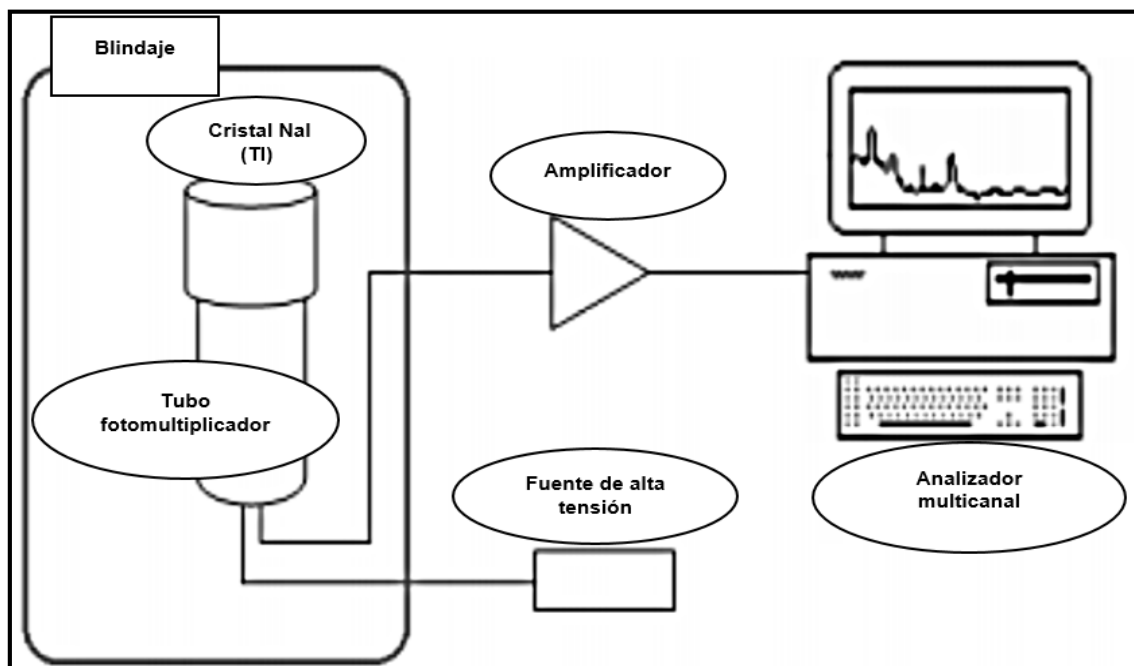 Blindaje
Cristal NaI
(Tl)
Amplificador
Tubo
fotomultiplicador
Fuente de alta
tensión
Analizador
multicanal